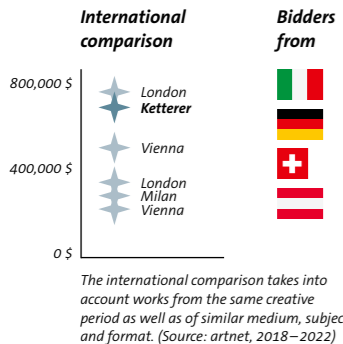 International
comparison
Bidders
from
800,000 $
London
Ketterer
Vienna
400,000 $
London
Milan
Vienna
0 $
The international comparison takes into
account works from the same creative
period as well as of similar medium, subjec
and format. (Source: artnet, 2018–2022)